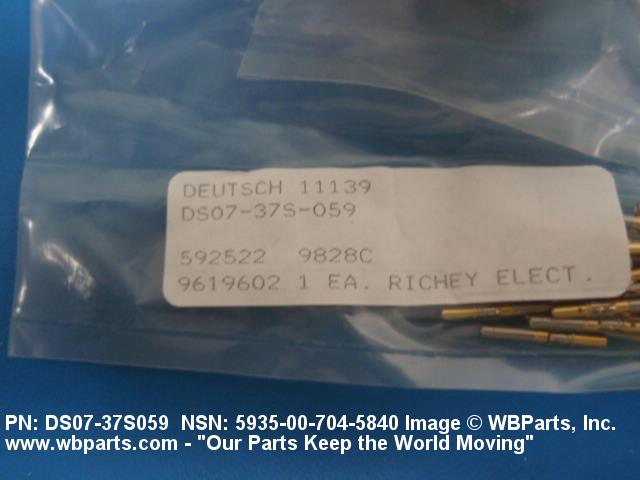 DEUTSCH 11139
DS07-37S-059
592522 9828C
9619602 1 EA. RICHEY ELECT.
PN: DS07-37S059 NSN: 5935-00-704-5840 Image © WBParts, Inc.
www.wbparts.com - "Our Parts Keep the World Moving"